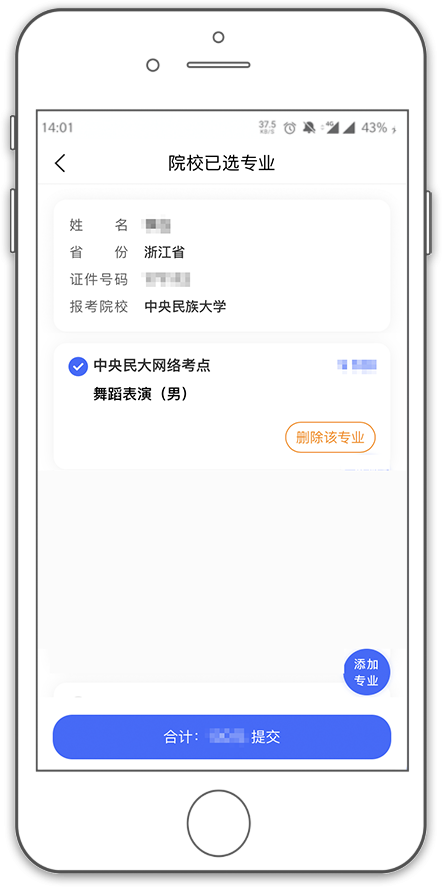 14:01
37.5
KB/S
4G
43%
院校已选专业
姓 名
省 份 浙江省
证件号码
报考院校 中央民族大学
中央民大网络考点
舞蹈表演（男）
删除该专业
添加
专业
合计： 提交